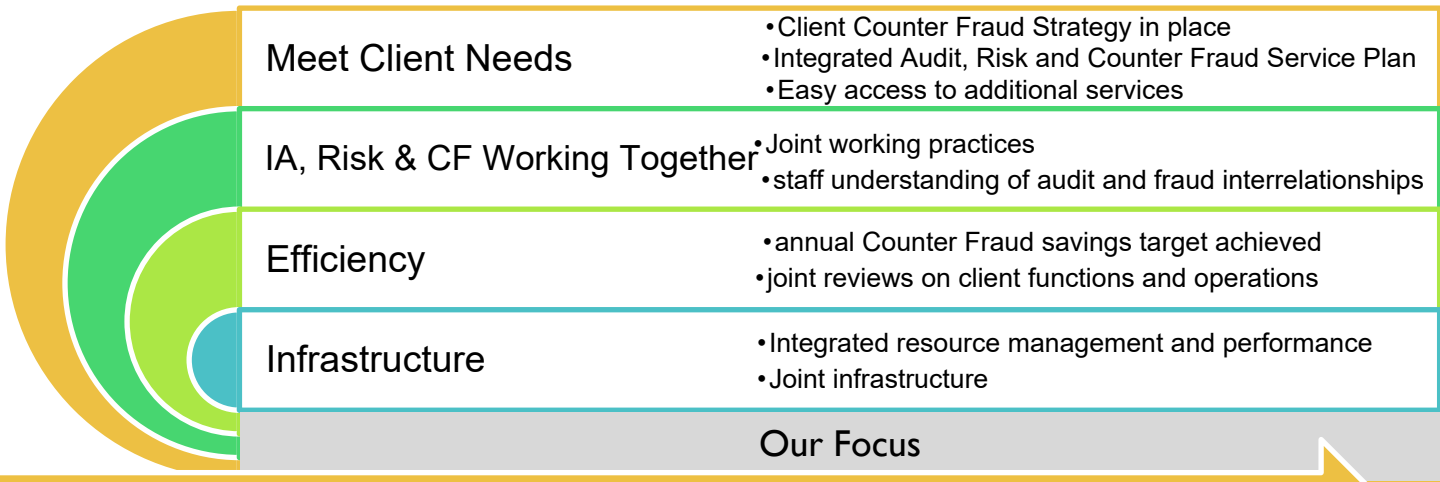 Meet Client Needs
•Client Counter Fraud Strategy in place
•Integrated Audit, Risk and Counter Fraud Service Plan
•Easy access to additional services
IA, Risk & CF Working Together
•Joint working practices
•staff understanding of audit and fraud interrelationships
Efficiency
•annual Counter Fraud savings target achieved
•joint reviews on client functions and operations
Infrastructure
•Integrated resource management and performance
•Joint infrastructure
Our Focus